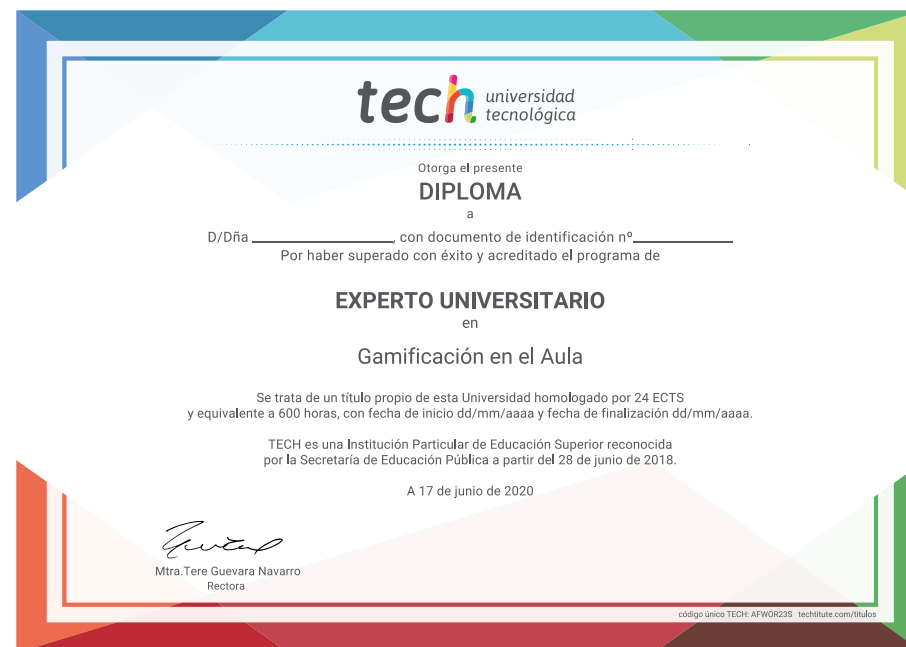 tech universidad
tecnológica
Otorga el presente
DIPLOMA
a
D/Dña ____________________, con documento de identificación nº______________
Por haber superado con éxito y acreditado el programa de
EXPERTO UNIVERSITARIO
en
Gamificación en el Aula
Se trata de un título propio de esta Universidad homologado por 24 ECTS
y equivalente a 600 horas, con fecha de inicio dd/mm/aaaa y fecha de finalización dd/mm/aaaa.
TECH es una Institución Particular de Educación Superior reconocida
por la Secretaría de Educación Pública a partir del 28 de junio de 2018.
A 17 de junio de 2020
Mtra.Tere Guevara Navarro
Rectora
código único TECH: AFWOR23S techtitute.com/titulos